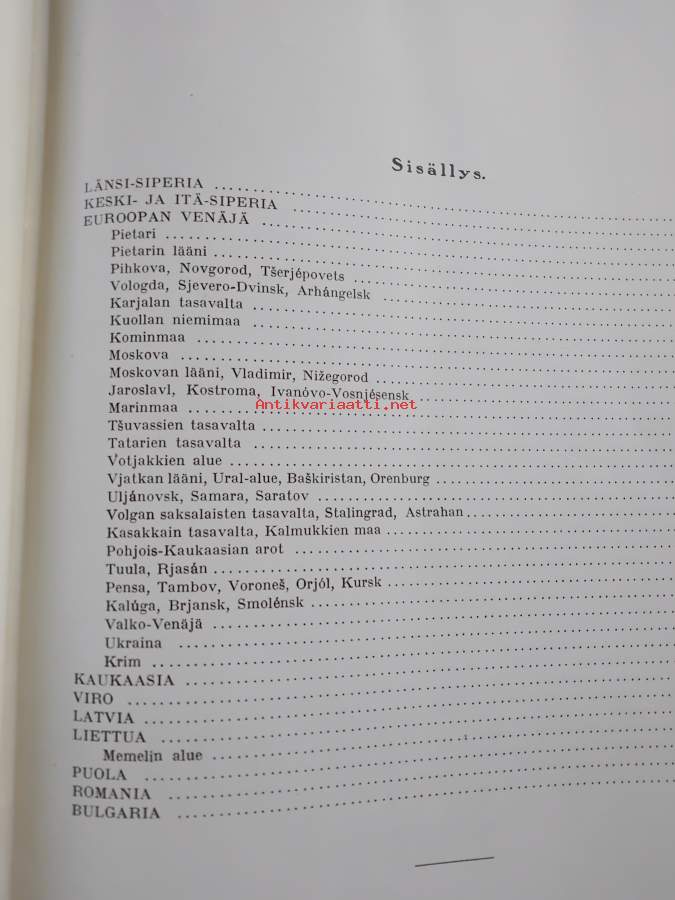 Sisällys.
LÄNSI-SIPERIA
KESKI- JA ITÄ-SIPERIA
EUROOPAN VENÄJÄ
Pietari
Pietarin lääni
Pihkova, Novgorod, Tšerjépovets
Vologda, Sjevero-Dvinsk, Arhángelsk
Karjalan tasavalta
Kuollan niemimaa
Kominmaa
Moskova
Moskovan lääni, Vladimir, Nižegorod
Jaroslavl, Kostroma, Ivanóvo-Vosnjésensk
Antikvariaatti.net
Marinmaa
Tšuvassien tasavalta
Tatarien tasavalta
Votjakkien alue
Vjatkan lääni, Ural-alue, Baškiristan, Orenburg
Uljánovsk, Samara, Saratov
Volgan saksalaisten tasavalta, Stalingrad, Astrahan
Kasakkain tasavalta, Kalmukkien maa
Pohjois-Kaukaasian arot
Tuula, Rjasán
Pensa, Tambov, Voroneš, Orjól, Kursk
Kalúga, Brjansk, Smolénsk
Valko-Venäjä
Ukraina
Krim
KAUKAASIA
VIRO
LATVIA
LIETTUA
Memelin alue
PUOLA
ROMANIA
BULGARIA